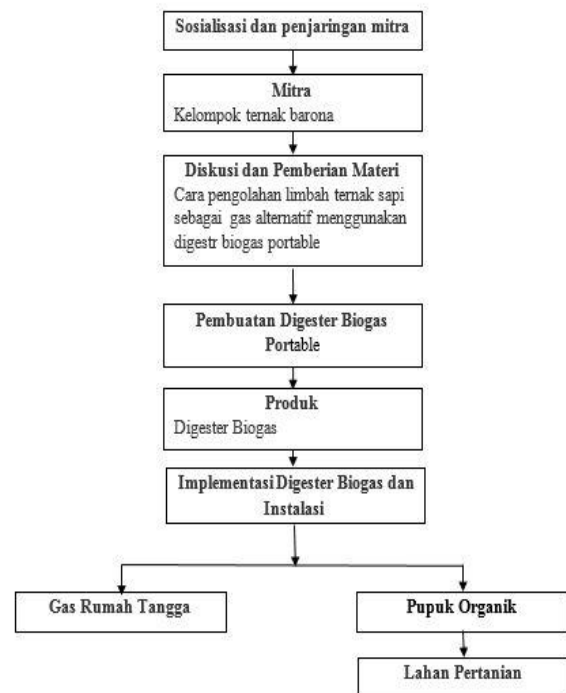 Sosialisasi dan penjaringan mitra
Mitra
Kelompok ternak barona
Diskusi dan Pemberian Materi
Cara pengolahan limbah ternak sapi
sebagai gas alternatif menggunakan
digestr biogas portable
Pembuatan Digester Biogas
Portable
Produk
Digester Biogas
Implementasi Digester Biogas dan
Instalasi
Gas Rumah Tangga
Pupuk Organik
Lahan Pertanian